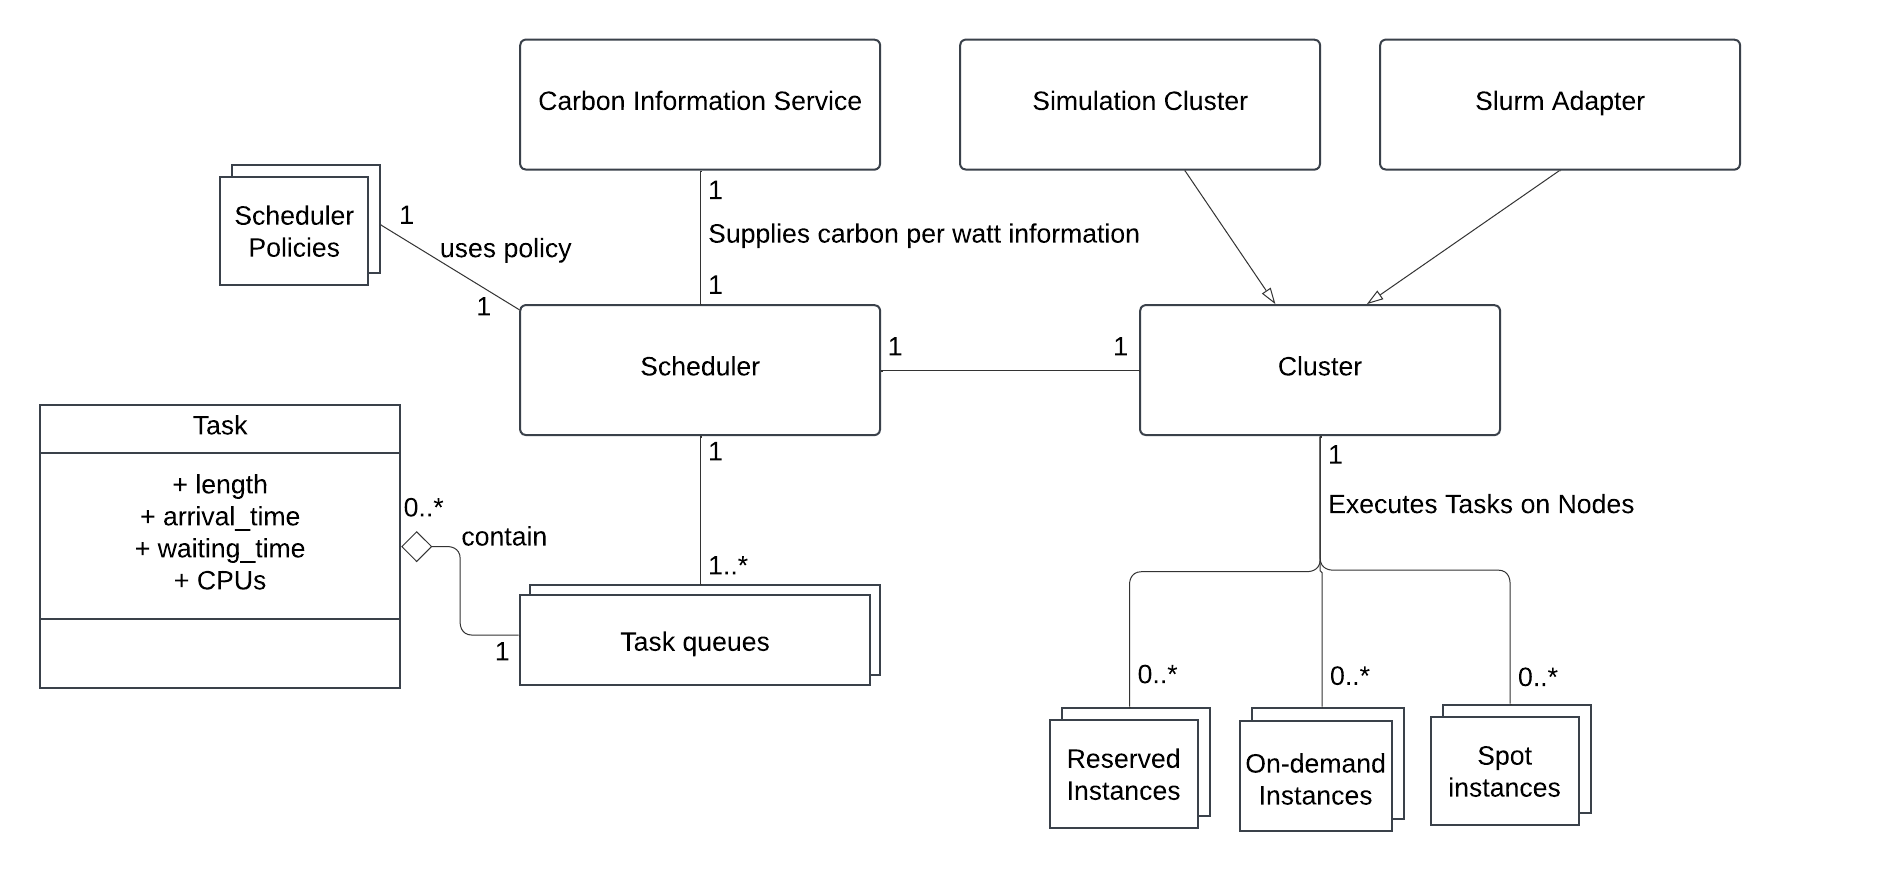 Carbon Information Service
Simulation Cluster
Slurm Adapter
1
Supplies carbon per watt information
1
Scheduler
Policies
1
uses policy
1
Scheduler
1
1
Cluster
Task
+ length
+ arrival_time
+ waiting_time
+ CPUs
0..*
contain
1
1
1..*
Task queues
1
Executes Tasks on Nodes
0..*
0..*
0..*
Reserved
Instances
On-demand
Instances
Spot
instances